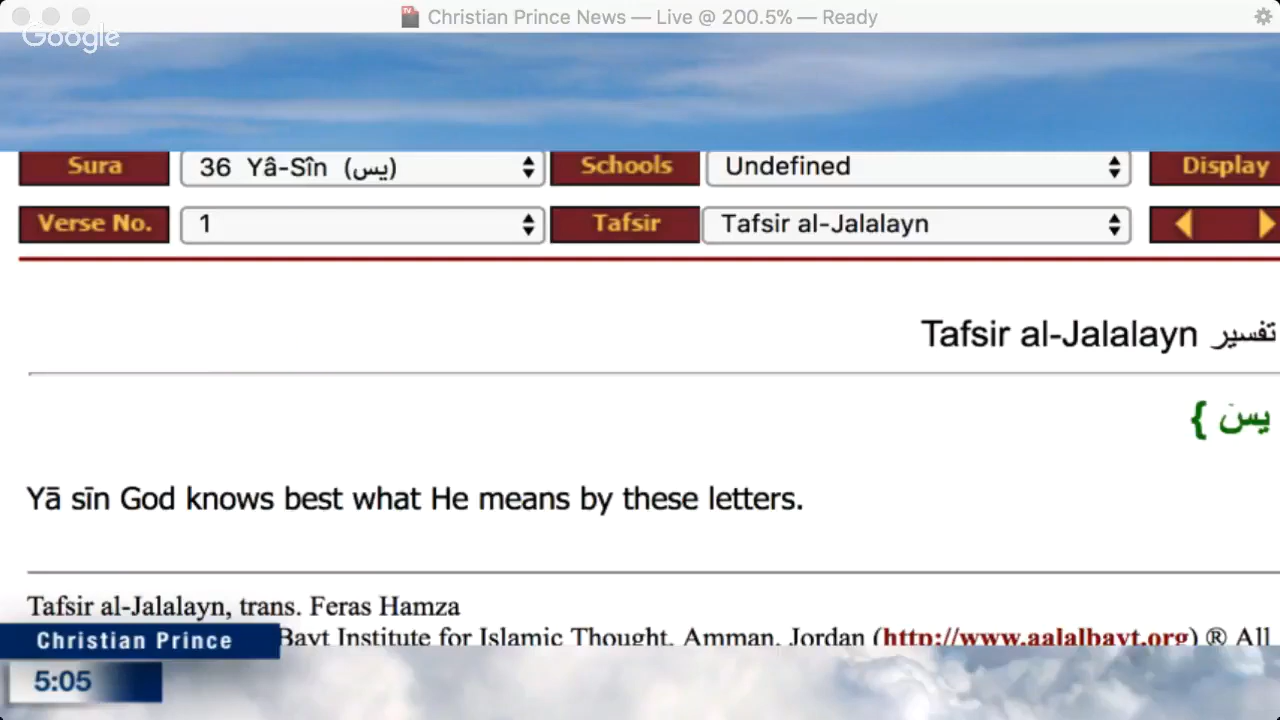 Christian Prince News — Live @ 200.5% — Ready
Google
Sura 36 Yâ-Sîn (يس) Schools Undefined Display
Verse No. 1 Tafsir Tafsir al-Jalalayn
Tafsir al-Jalalayn تفسير
{ يسۤ
Yā sīn God knows best what He means by these letters.
Tafsir al-Jalalayn, trans. Feras Hamza
Bayt Institute for Islamic Thought, Amman, Jordan (http://www.aalalbayt.org) ® All
Christian Prince
5:05